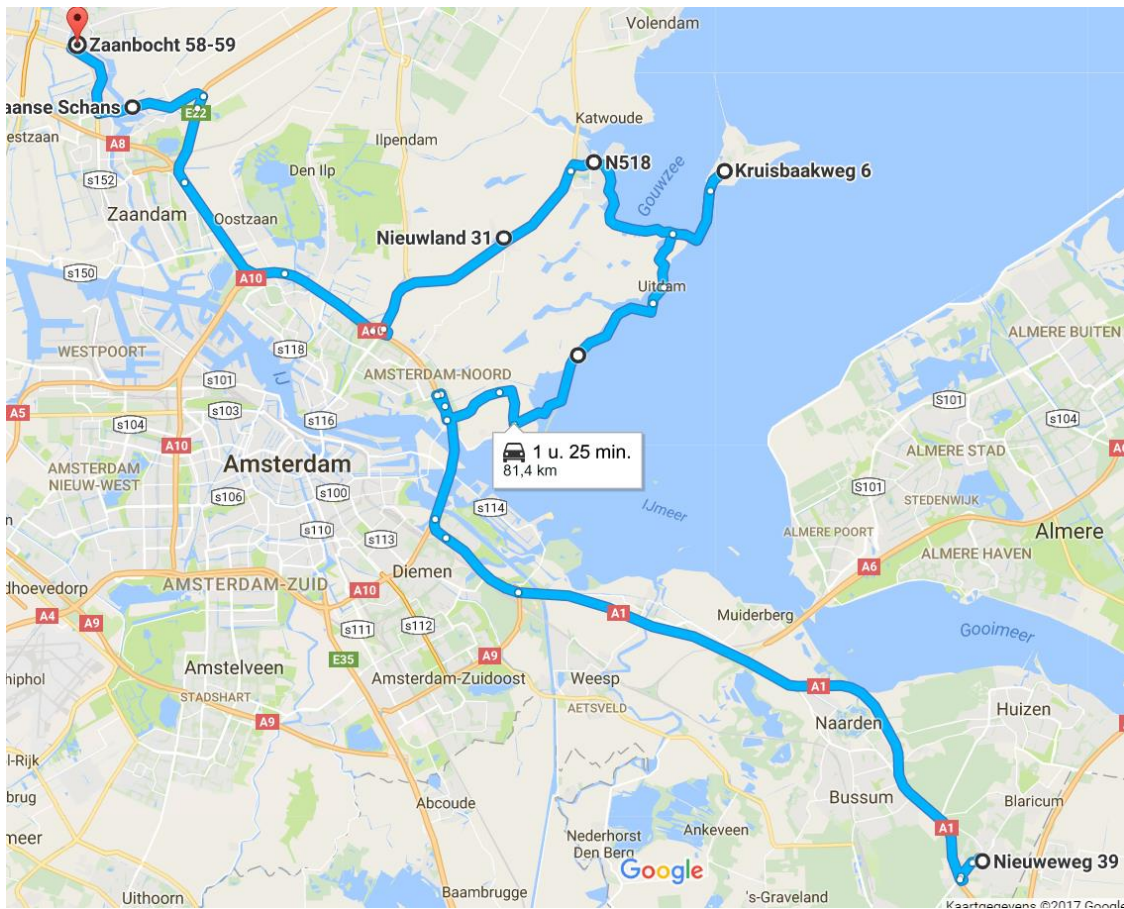 Volendam
Zaanbocht 58-59
E22
aanse Schans
Katwoude
estzaan
A8
Ilpendam
N518
Kruisbaakweg 6
Den Ilp
s152
Gouwzee
Zaandam
Oostzaan
Nieuwland 31
s150
A10
Uitdam
ALMERE BUITEN
WESTPOORT
s118
IJ
AMSTERDAM-NOORD
s101
A5
s103
s116
s104
A10
S101
s104
AMSTERDAM
NIEUW-WEST
Amsterdam
1 u. 25 min.
81,4 km
ALMERE STAD
s106
s100
S101
STEDENWIJK
s110
s114
IJmeer
s113
ALMERE POORT
Almere
ALMERE HAVEN
dhoevedorp
AMSTERDAM-ZUID
Diemen
A6
A4
A9
A10
s111
s112
A1
Muiderberg
Gooimeer
E35
A9
chiphol
Amstelveen
STADSHART
Amsterdam-Zuidoost
Weesp
AETSVELD
A9
A1
Naarden
Huizen
l-Rijk
brug
Abcoude
Bussum
Blaricum
meer
Nederhorst
Den Berg
Ankeveen
A1
Google
Nieuweweg 39
Uithoorn
Baambrugge
's-Graveland
Kaartgegevens ©2017 Google